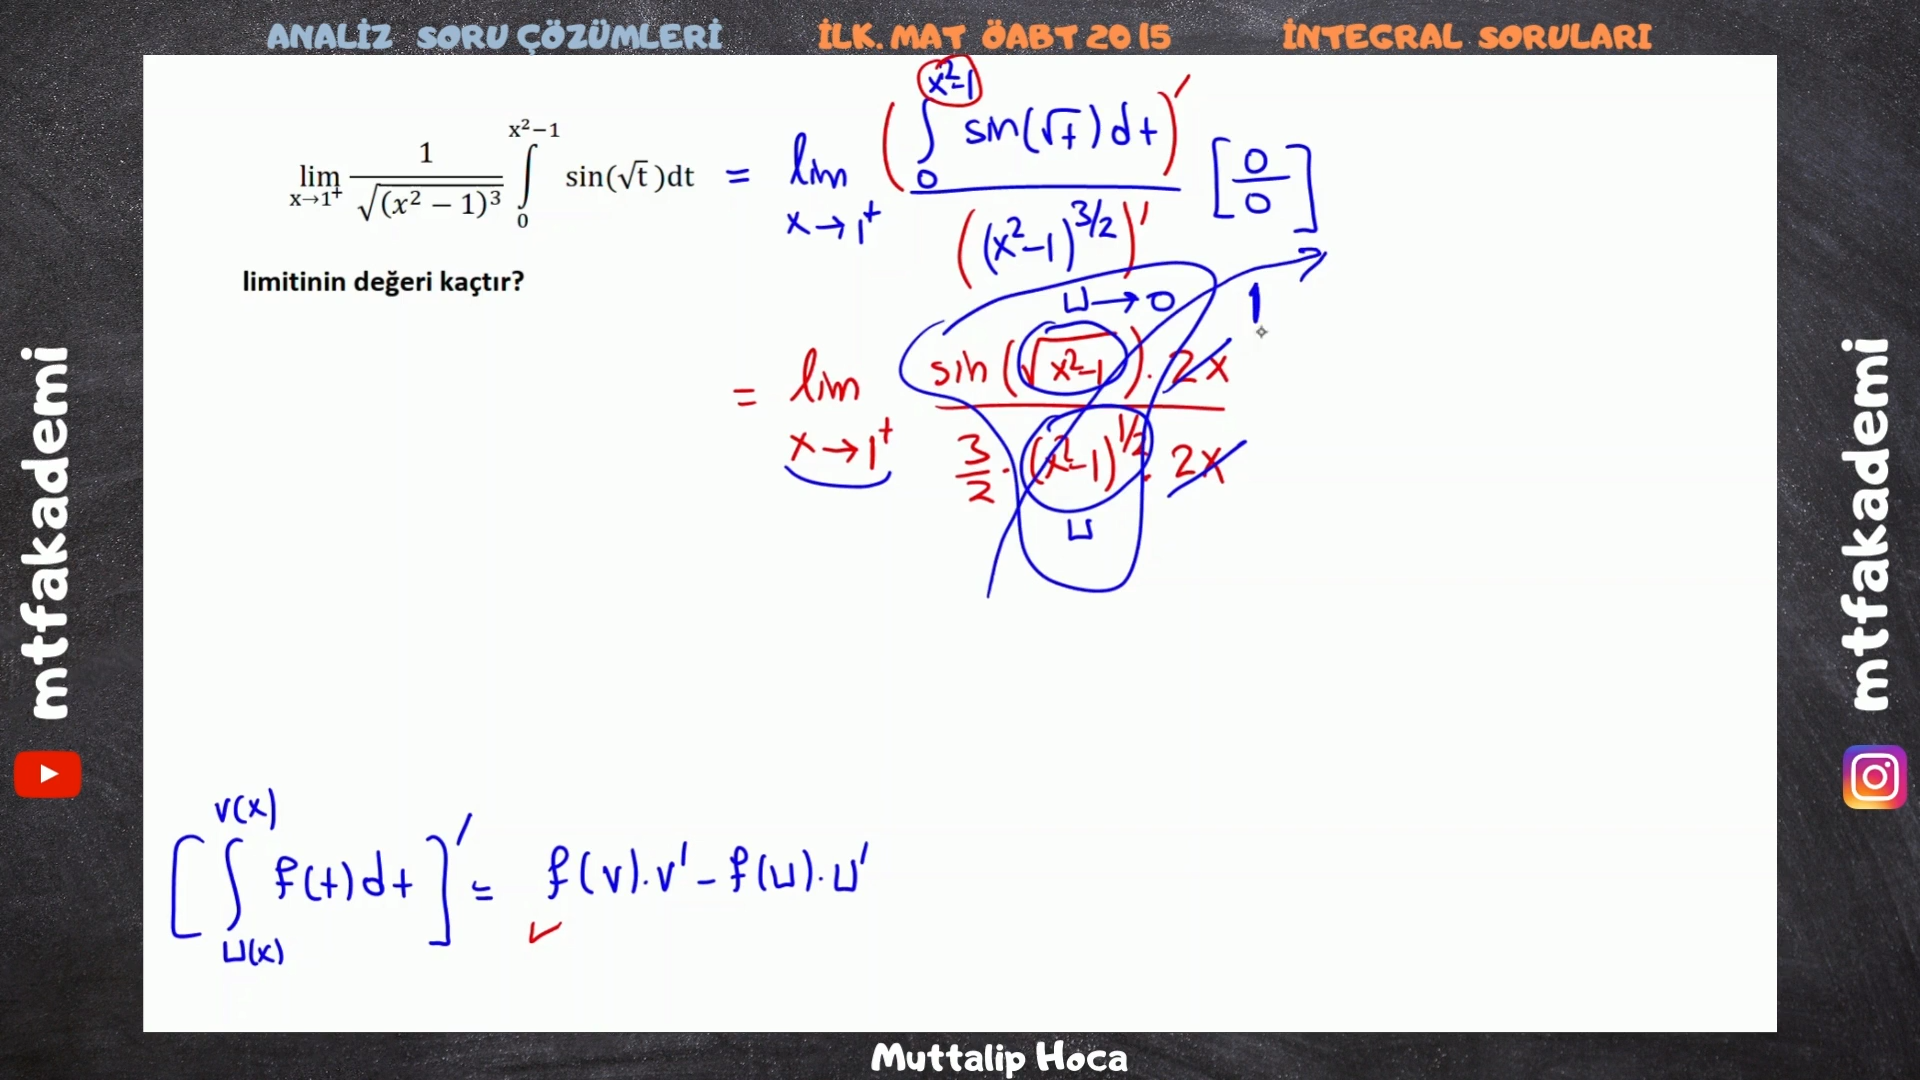 ANALİZ SORU ÇÖZÜMLERİ İLK. MAT ÖABT 2015 İNTEGRAL SORULARI
lim x→1⁺ 1/√((x² − 1)³) ∫₀^(x²−1) sin(√t)dt = lim x→1⁺ (∫₀^(x²−1) sin(√t)dt)′ / ((x²−1)^(3/2))′ [0/0]
limitinin değeri kaçtır?
u→0
1
= lim x→1⁺ sin(√(x²−1)) · 2x / (3/2 · (x²−1)^(1/2) · 2x)
u
[∫_(u(x))^(v(x)) f(t)dt]′ = f(v).v′ − f(u).u′
mtfakademi
mtfakademi
Muttalip Hoca